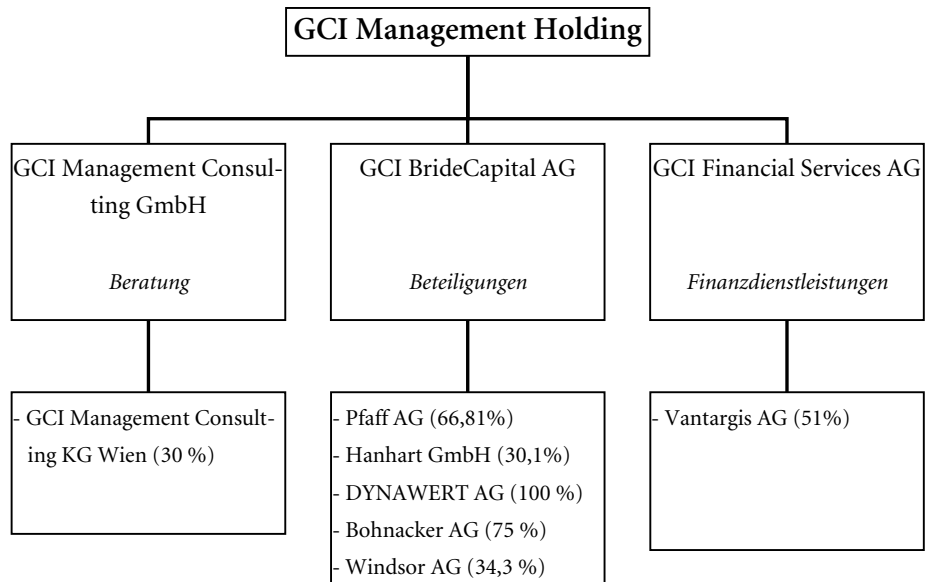 GCI Management Holding
GCI Management Consul-
ting GmbH
Beratung
GCI BrideCapital AG
Beteiligungen
GCI Financial Services AG
Finanzdienstleistungen
- GCI Management Consult-
ing KG Wien (30 %)
- Pfaff AG (66,81%)
- Hanhart GmbH (30,1%)
- DYNAWERT AG (100 %)
- Bohnacker AG (75 %)
- Windsor AG (34,3 %)
- Vantargis AG (51%)